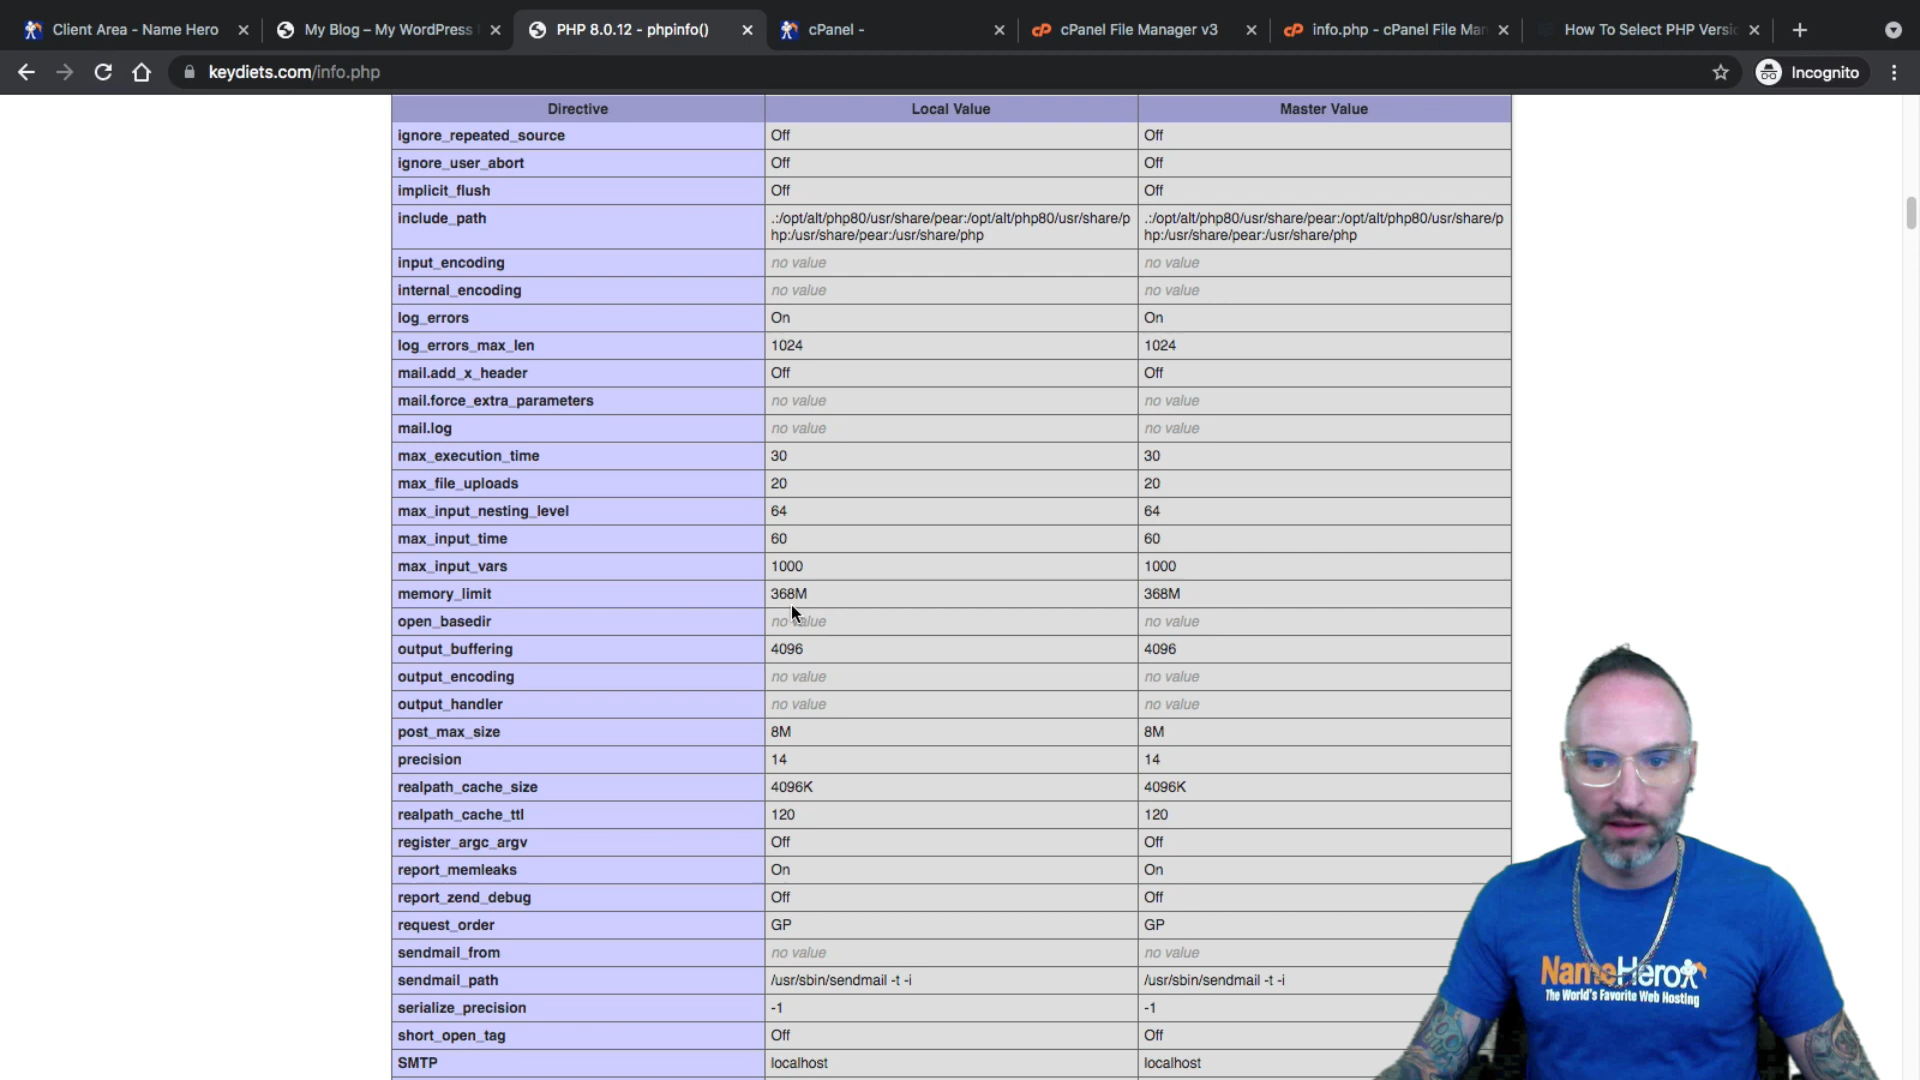 Client Area - Name Hero
My Blog – My WordPress
PHP 8.0.12 - phpinfo()
cPanel -
cPanel File Manager v3
info.php - cPanel File Man
How To Select PHP Versic
keydiets.com/info.php
Incognito
Directive Local Value Master Value
ignore_repeated_source Off Off
ignore_user_abort Off Off
implicit_flush Off Off
include_path .:/opt/alt/php80/usr/share/pear:/opt/alt/php80/usr/share/p .:/opt/alt/php80/usr/share/pear:/opt/alt/php80/usr/share/p
hp:/usr/share/pear:/usr/share/php hp:/usr/share/pear:/usr/share/php
input_encoding no value no value
internal_encoding no value no value
log_errors On On
log_errors_max_len 1024 1024
mail.add_x_header Off Off
mail.force_extra_parameters no value no value
mail.log no value no value
max_execution_time 30 30
max_file_uploads 20 20
max_input_nesting_level 64 64
max_input_time 60 60
max_input_vars 1000 1000
memory_limit 368M 368M
open_basedir no value no value
output_buffering 4096 4096
output_encoding no value no value
output_handler no value no value
post_max_size 8M 8M
precision 14 14
realpath_cache_size 4096K 4096K
realpath_cache_ttl 120 120
register_argc_argv Off Off
report_memleaks On On
report_zend_debug Off Off
request_order GP GP
sendmail_from no value no value
sendmail_path /usr/sbin/sendmail -t -i /usr/sbin/sendmail -t -i
serialize_precision -1 -1
short_open_tag Off Off
SMTP localhost localhost
NameHero
The World's Favorite Web Hosting